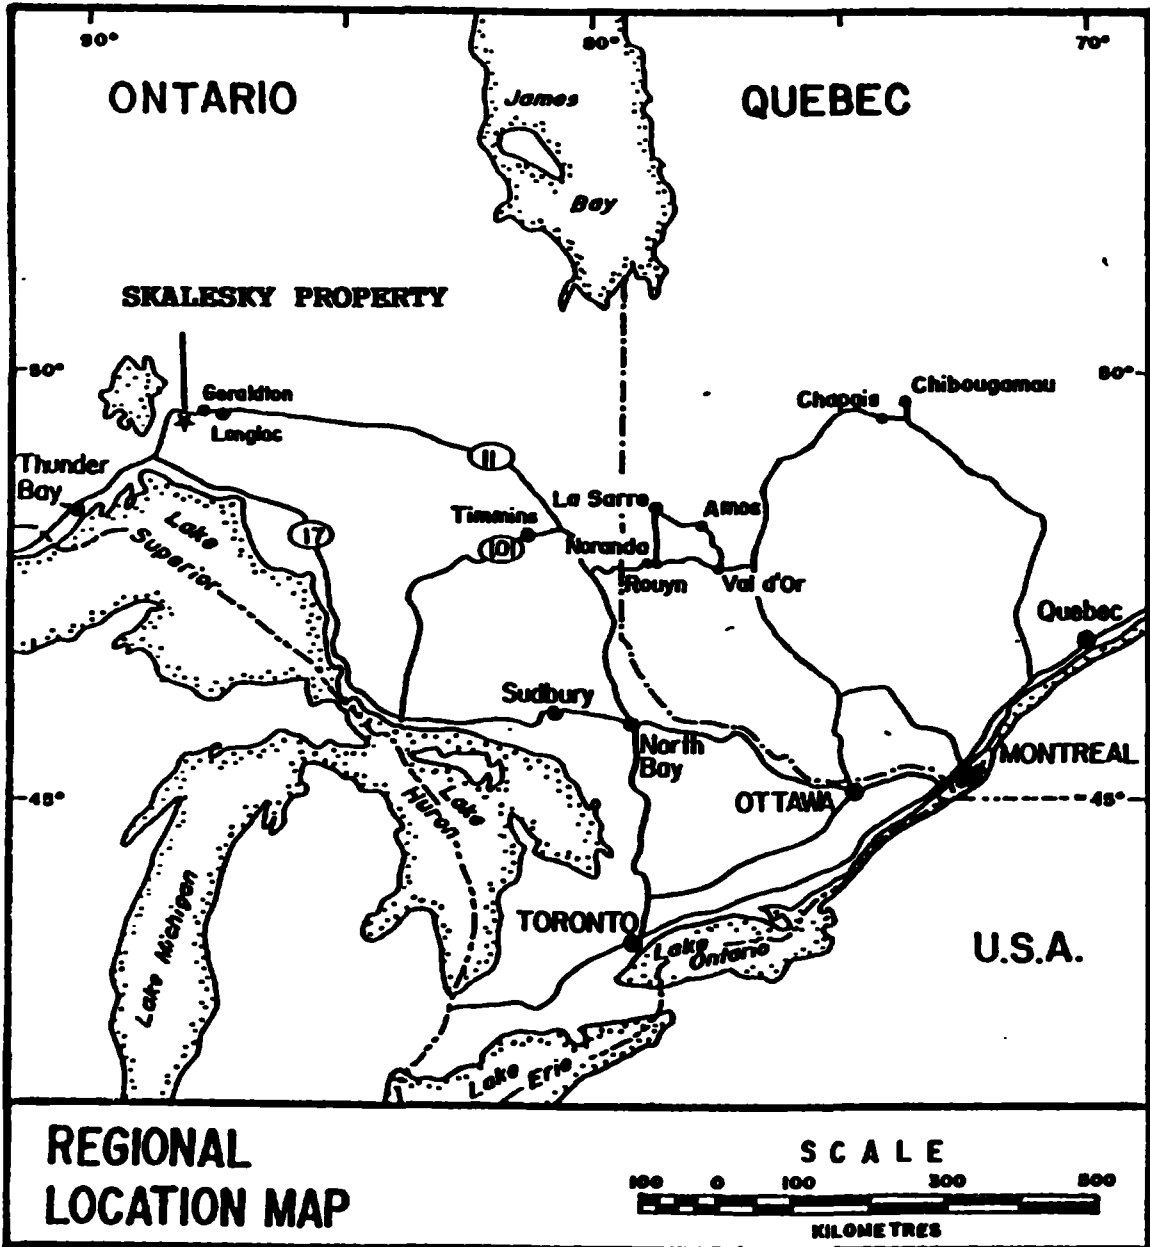 90°
80°
70°
ONTARIO
QUEBEC
James
Bay
SKALESKY PROPERTY
50°
50°
Geraldton
Longlac
Chapais
Chibougamau
11
Thunder
Bay
La Sarre
Amos
Timmins
101
Noranda
Rouyn
Val d'Or
17
Lake
Superior
Quebec
Sudbury
North
Bay
MONTREAL
OTTAWA
45°
45°
Lake
Huron
Lake Michigan
TORONTO
Lake
Ontario
U.S.A.
Lake Erie
REGIONAL
LOCATION MAP
SCALE
100 0 100 300 500
KILOMETRES